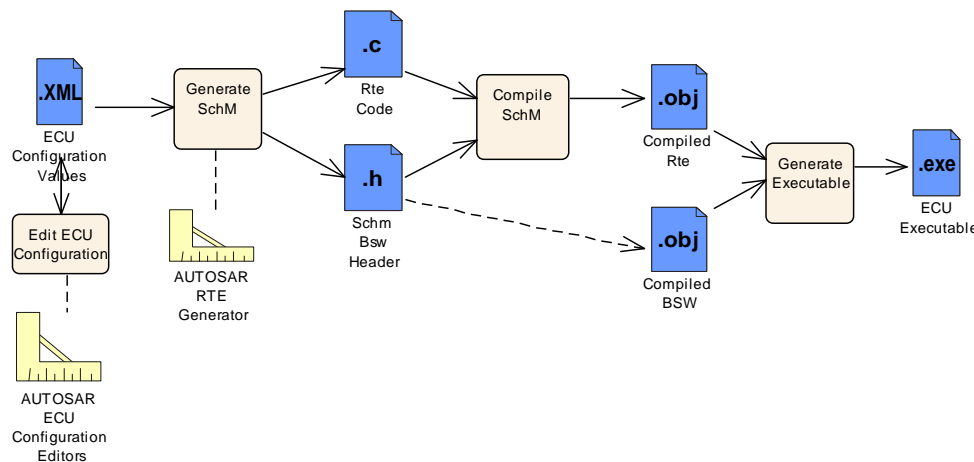 .XML
ECU
Configuration
Values
Edit ECU
Configuration
AUTOSAR
ECU
Configuration
Editors
Generate
SchM
AUTOSAR
RTE
Generator
.c
Rte
Code
.h
Schm
Bsw
Header
Compile
SchM
.obj
Compiled
Rte
.obj
Compiled
BSW
Generate
Executable
.exe
ECU
Executable